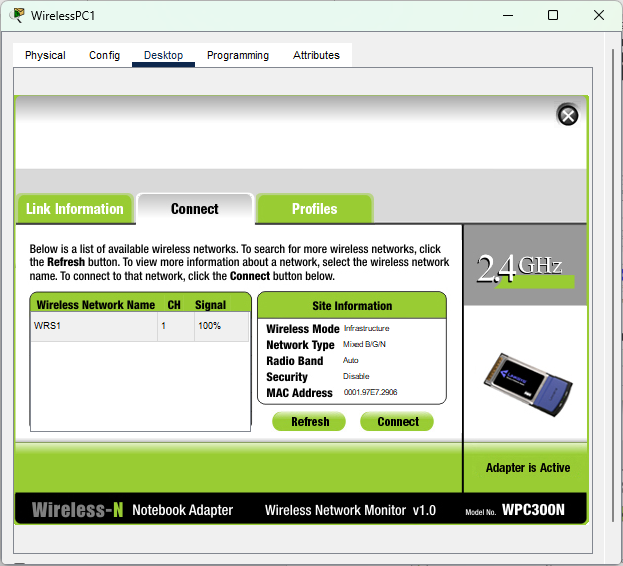 WirelessPC1
Physical Config Desktop Programming Attributes
Link Information Connect Profiles
Below is a list of available wireless networks. To search for more wireless networks, click
the Refresh button. To view more information about a network, select the wireless network
name. To connect to that network, click the Connect button below.
2.4GHz
Wireless Network Name CH Signal
WRS1 1 100%
Site Information
Wireless Mode Infrastructure
Network Type Mixed B/G/N
Radio Band Auto
Security Disable
MAC Address 0001.97E7.2906
Refresh Connect
Adapter is Active
Wireless-N Notebook Adapter Wireless Network Monitor v1.0 Model No. WPC300N